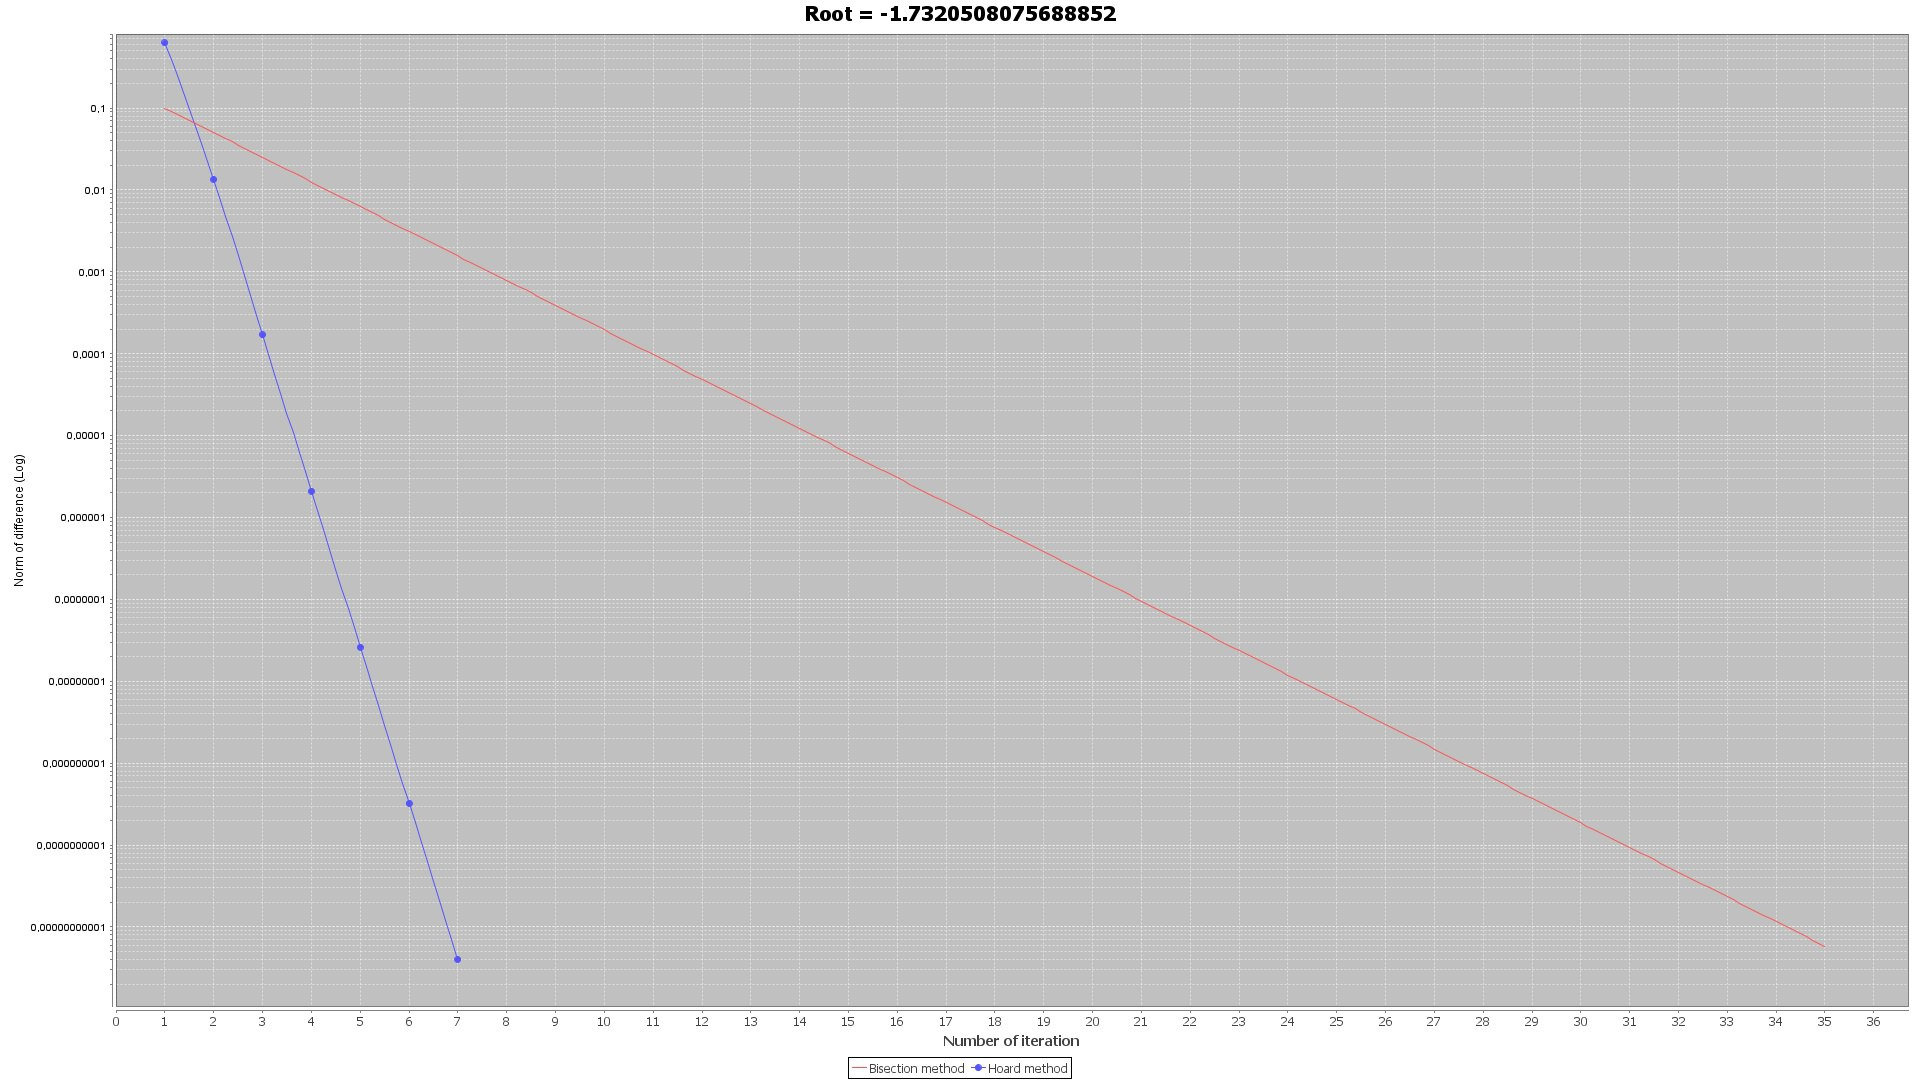 Root = -1.7320508075688852
0,1
0,01
0,001
0,0001
0,00001
0,000001
0,0000001
0,00000001
0,000000001
0,0000000001
0,00000000001
Norm of difference (Log)
0 1 2 3 4 5 6 7 8 9 10 11 12 13 14 15 16 17 18 19 20 21 22 23 24 25 26 27 28 29 30 31 32 33 34 35 36
Number of iteration
Bisection method Hoard method